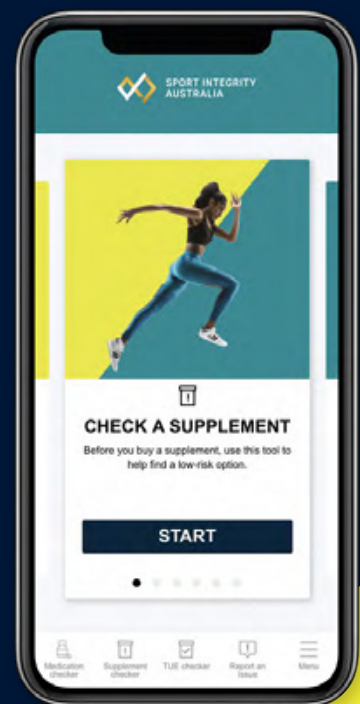 SPORT INTEGRITY
AUSTRALIA
CHECK A SUPPLEMENT
Before you buy a supplement, use this tool to
help find a low-risk option.
START
Medication
checker
Supplement
checker
TUE checker
Report an
Issue
Menu